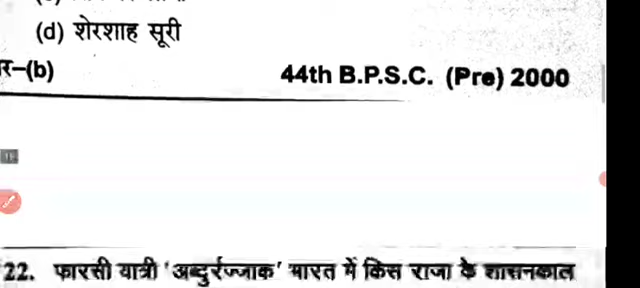 (d) शेरशाह सूरी
र–(b) 44th B.P.S.C. (Pre) 2000
22. फारसी यात्री 'अब्दुर्रज्जाक' भारत में किस राजा के शासनकाल